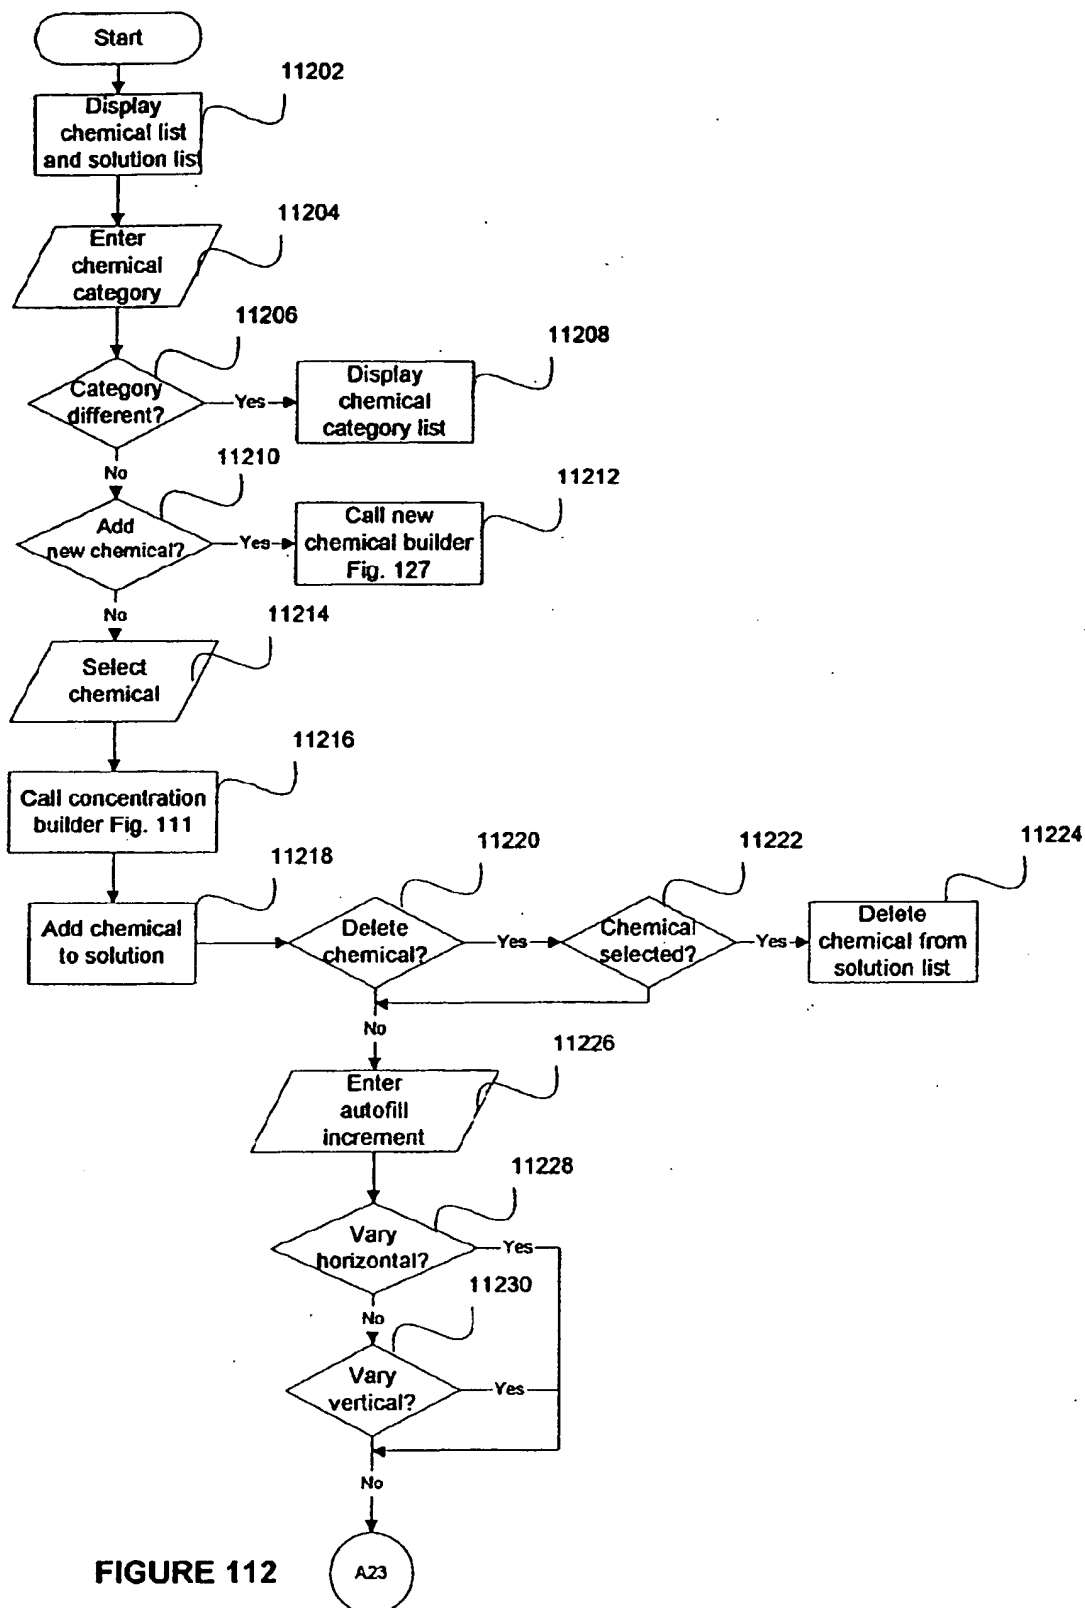 Start
11202
Display
chemical list
and solution list
11204
Enter
chemical
category
11206
Category
different?
Yes
11208
Display
chemical
category list
No
11210
Add
new chemical?
Yes
11212
Call new
chemical builder
Fig. 127
No
11214
Select
chemical
11216
Call concentration
builder Fig. 111
11218
Add chemical
to solution
11220
Delete
chemical?
Yes
11222
Chemical
selected?
Yes
11224
Delete
chemical from
solution list
No
11226
Enter
autofill
increment
11228
Vary
horizontal?
Yes
No
11230
Vary
vertical?
Yes
No
A23
FIGURE 112